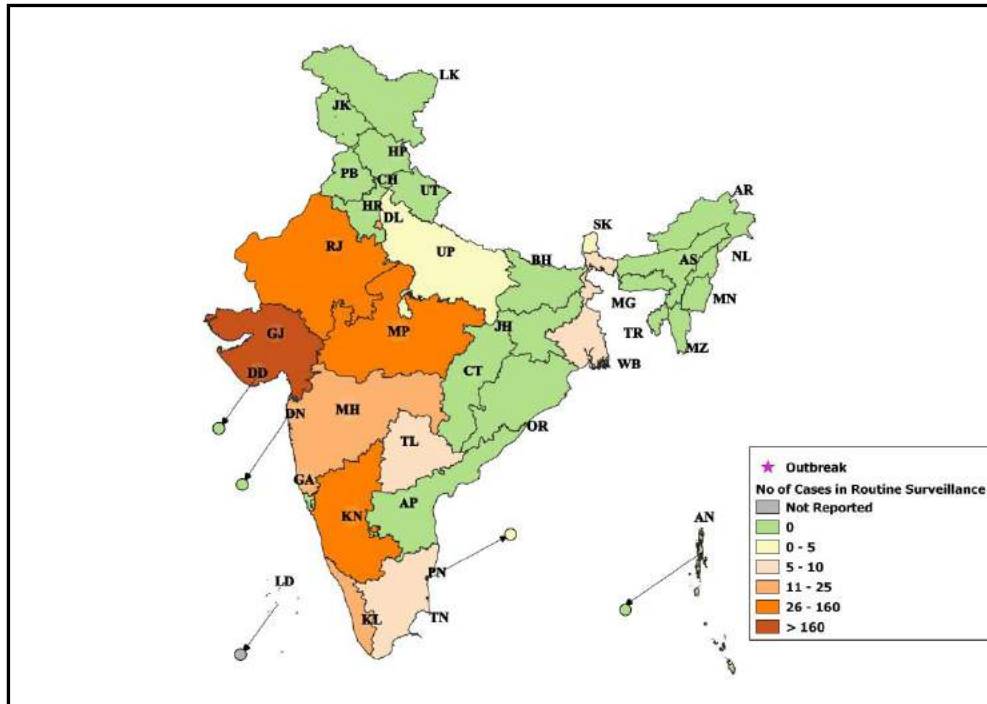 LK
JK
HP
PB
CH
UT
HR
DL
AR
SK
RJ
UP
BH
AS
NL
MG
MN
GJ
MP
JH
TR
MZ
CT
WB
DD
DN
MH
TL
OR
GA
AP
KN
AN
LD
PN
KL
TN
★ Outbreak
No of Cases in Routine Surveillance
Not Reported
0
0 - 5
5 - 10
11 - 25
26 - 160
> 160